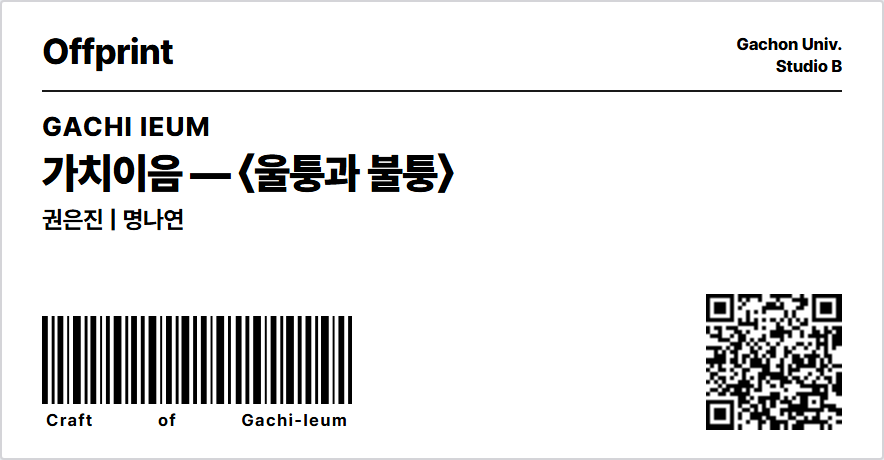 Offprint
Gachon Univ.
Studio B
GACHI IEUM
가치이음 — 〈울퉁과 불퉁〉
권은진 | 명나연
Craft of Gachi-Ieum